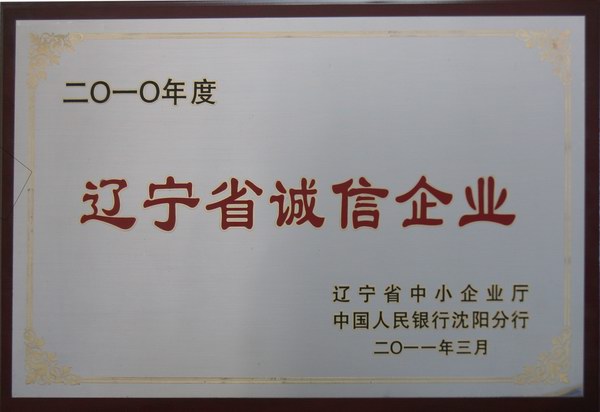 二〇一〇年度
辽宁省诚信企业
辽宁省中小企业厅
中国人民银行沈阳分行
二〇一一年三月